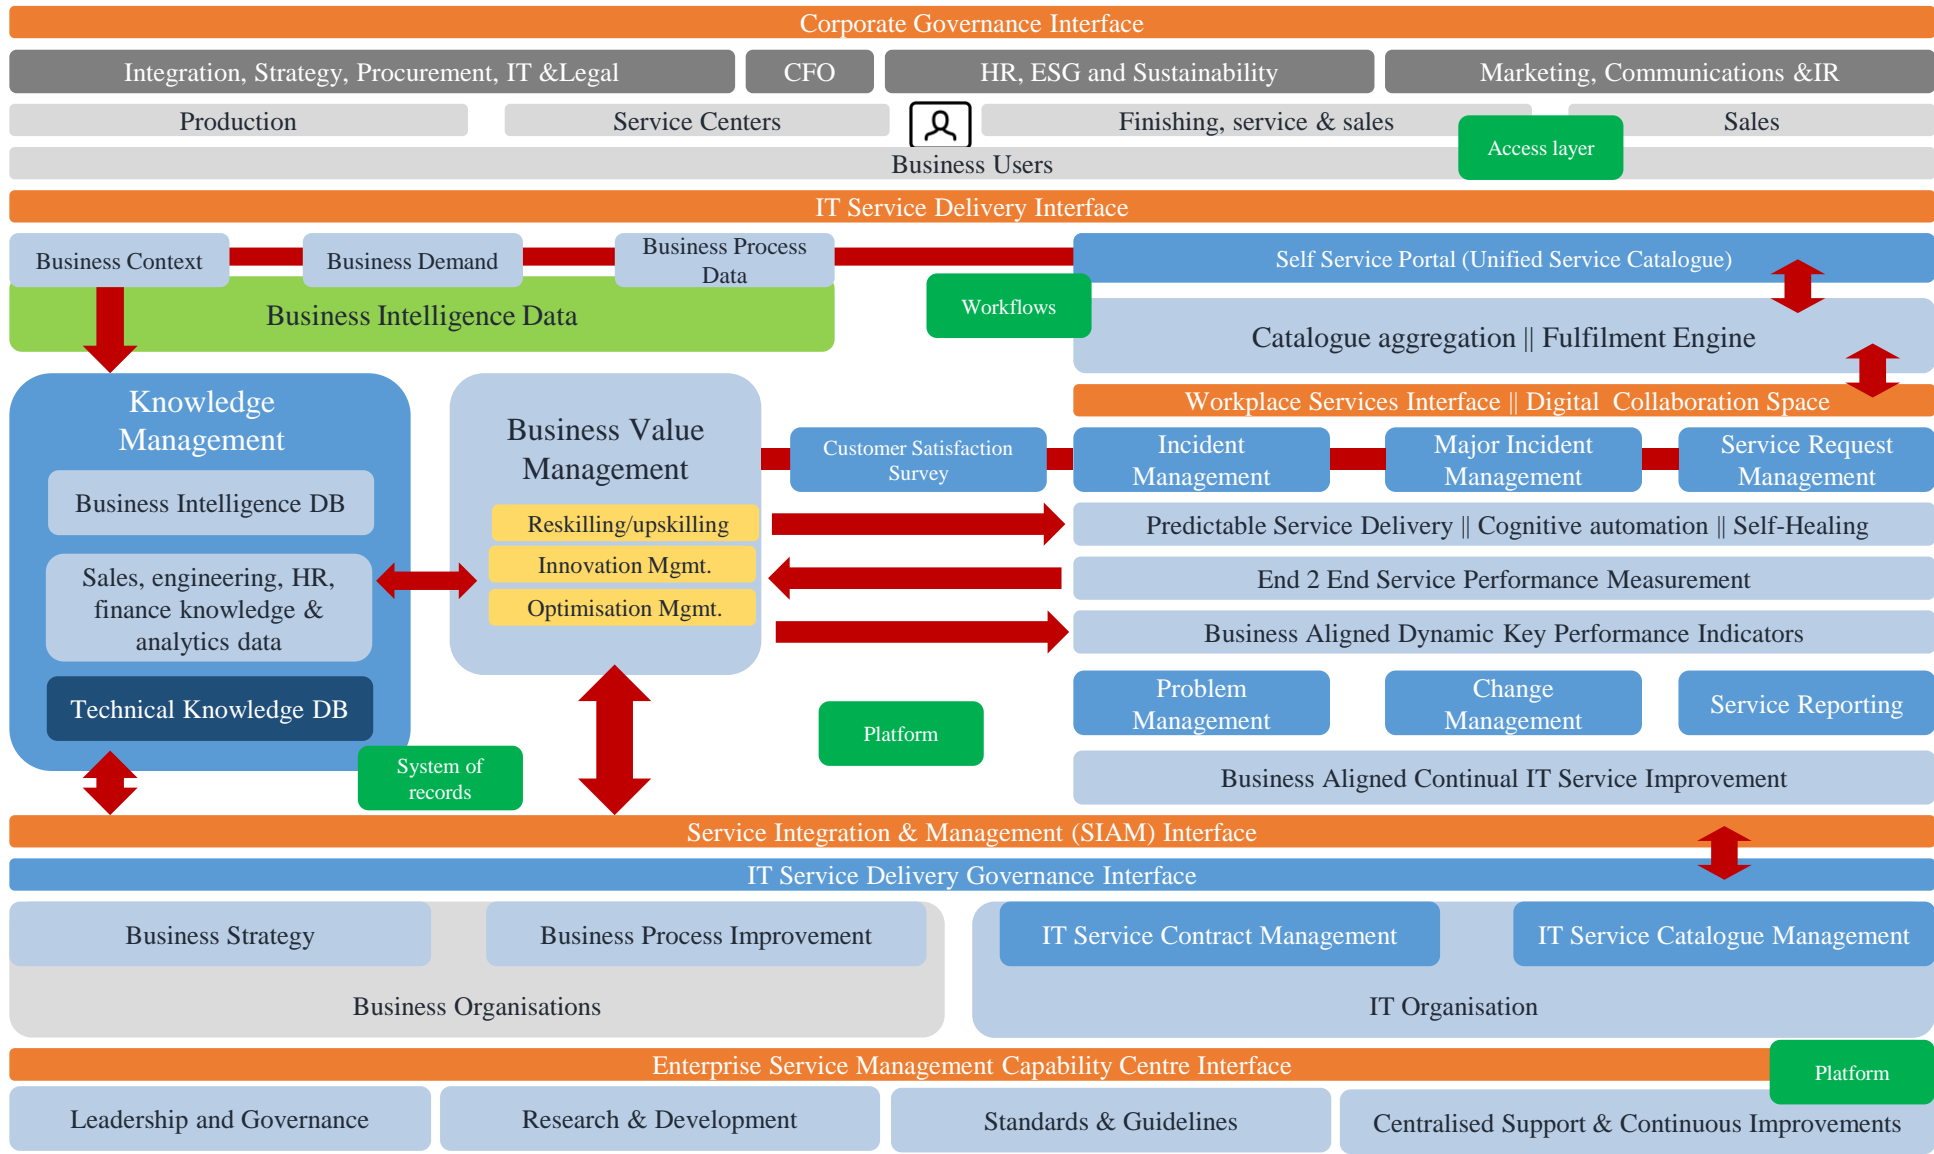 Corporate Governance Interface
Integration, Strategy, Procurement, IT &Legal
CFO
HR, ESG and Sustainability
Marketing, Communications &IR
Production
Service Centers
Finishing, service & sales
Sales
Access layer
Business Users
IT Service Delivery Interface
Business Context
Business Demand
Business Process
Data
Self Service Portal (Unified Service Catalogue)
Business Intelligence Data
Workflows
Catalogue aggregation || Fulfilment Engine
Workplace Services Interface || Digital  Collaboration Space
Knowledge
Management
Business Intelligence DB
Sales, engineering, HR,
finance knowledge &
analytics data
Technical Knowledge DB
System of
records
Business Value
Management
Reskilling/upskilling
Innovation Mgmt.
Optimisation Mgmt.
Customer Satisfaction
Survey
Incident
Management
Major Incident
Management
Service Request
Management
Predictable Service Delivery || Cognitive automation || Self-Healing
End 2 End Service Performance Measurement
Business Aligned Dynamic Key Performance Indicators
Platform
Problem
Management
Change
Management
Service Reporting
Business Aligned Continual IT Service Improvement
Service Integration & Management (SIAM) Interface
IT Service Delivery Governance Interface
Business Strategy
Business Process Improvement
Business Organisations
IT Service Contract Management
IT Service Catalogue Management
IT Organisation
Enterprise Service Management Capability Centre Interface
Platform
Leadership and Governance
Research & Development
Standards & Guidelines
Centralised Support & Continuous Improvements